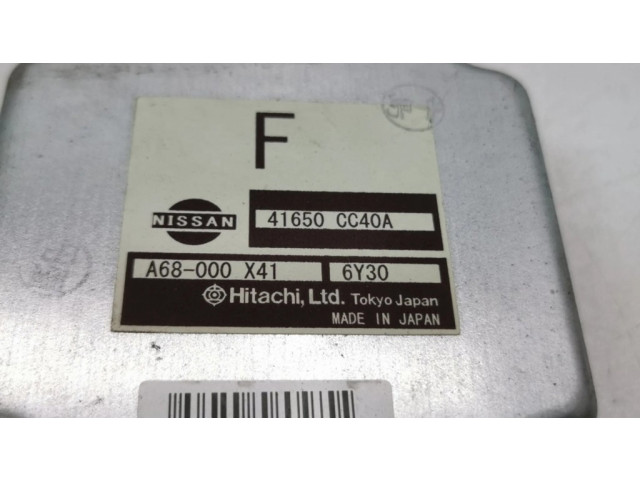 F
NISSAN
41650 CC40A
A68-000 X41 6Y30
Hitachi, Ltd. Tokyo Japan
MADE IN JAPAN